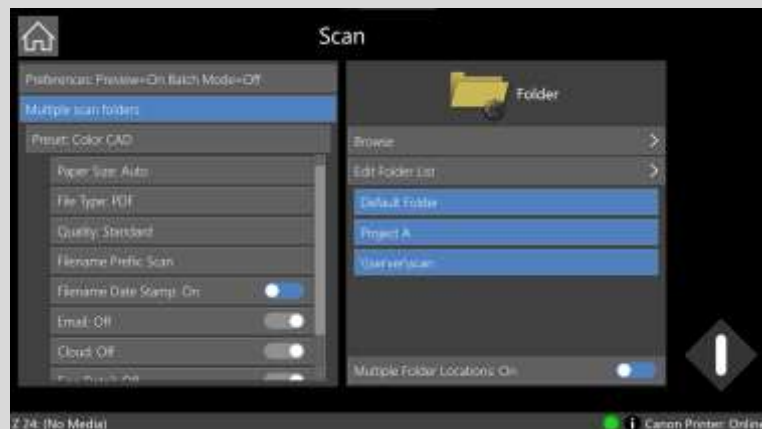 Scan
Preferences: Preview=On Batch Mode=Off
Multiple scan folders
Preset: Color CAD
Paper Size: Auto
File Type: PDF
Quality: Standard
Filename Prefix: Scan
Filename Date Stamp: On
Email: Off
Cloud: Off
Folder
Browse
Edit Folder List
Default Folder
Project A
\\server\scan
Multiple Folder Locations: On
Z 24: (No Media)
Canon Printer: Online